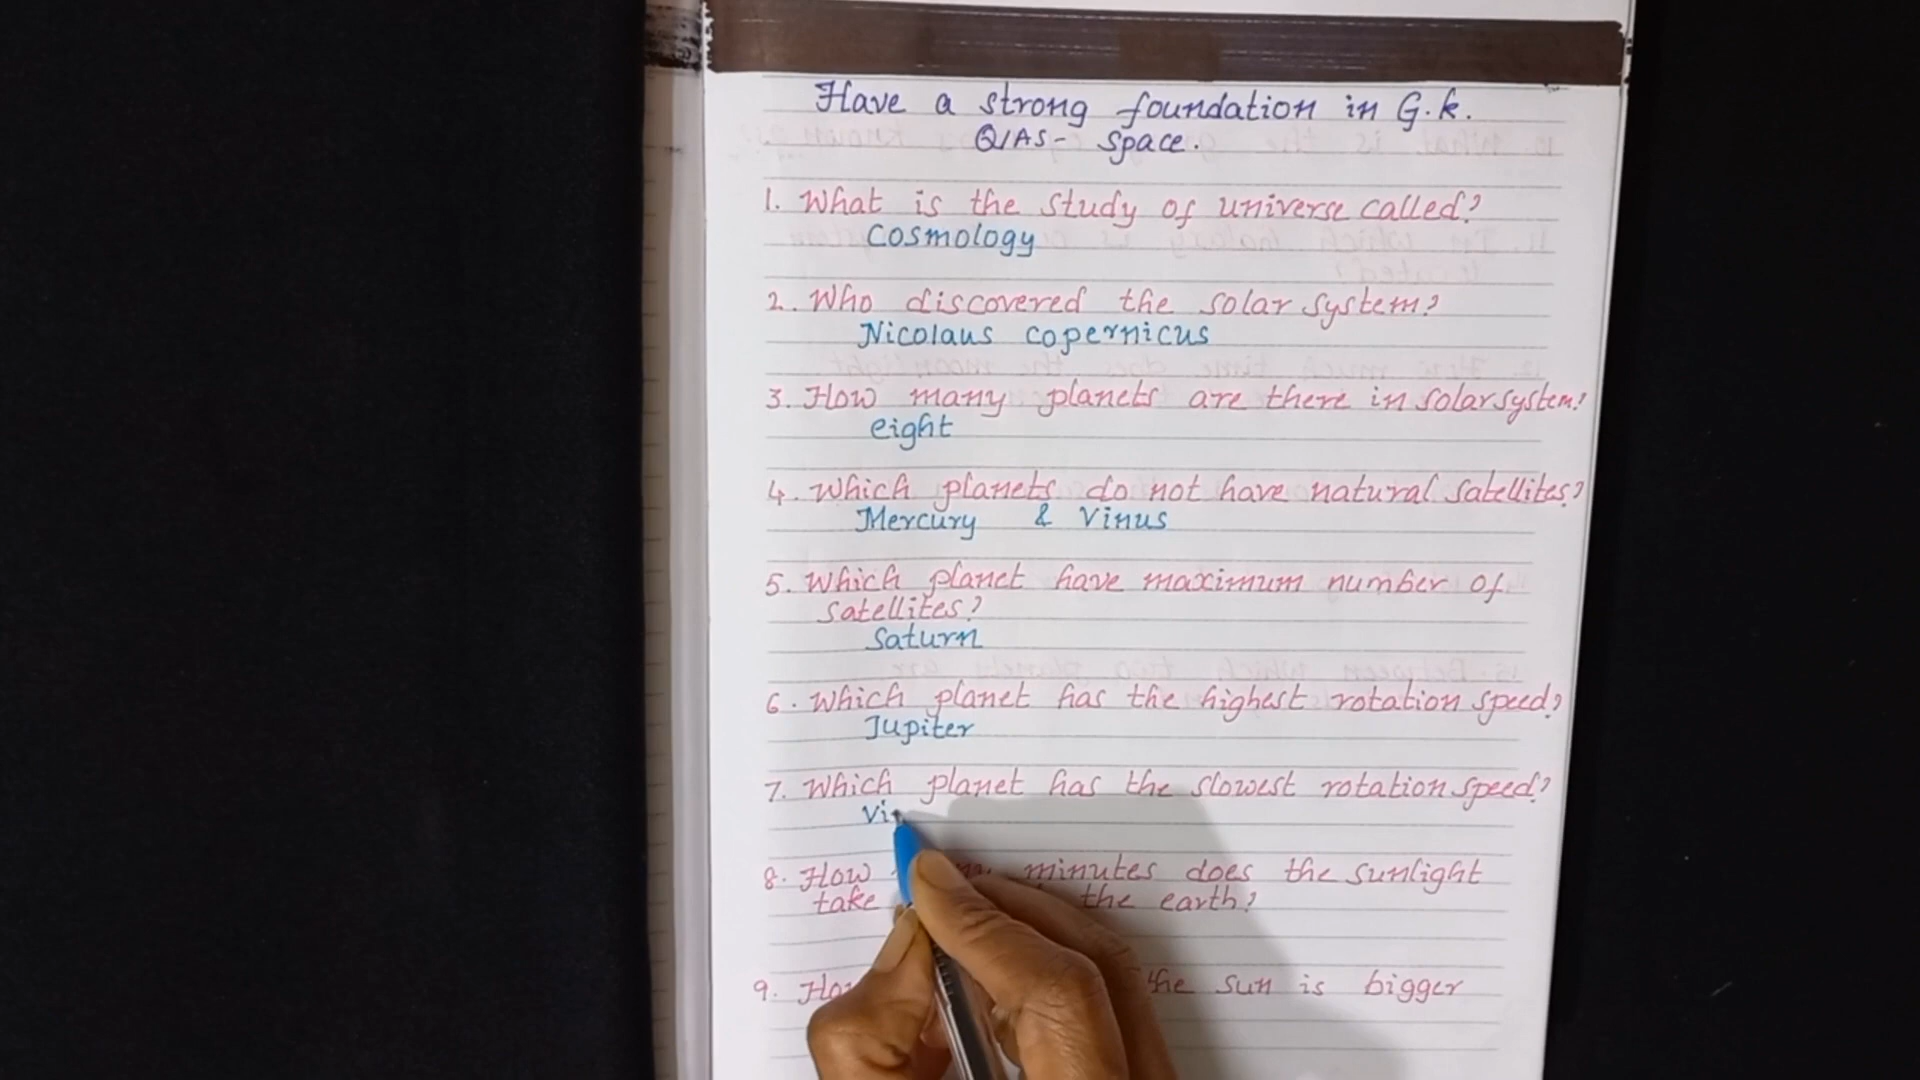 Have a strong foundation in G.k.
Q/AS- Space.
1. What is the study of universe called?
Cosmology
2. Who discovered the solar system?
Nicolaus copernicus
3. How many planets are there in solar system?
eight
4. Which planets do not have natural satellites?
Mercury & Vinus
5. Which planet have maximum number of
satellites?
Saturn
6. Which planet has the highest rotation speed?
Jupiter
7. Which planet has the slowest rotation speed?
Vi
8. How minutes does the sunlight
take the earth?
9. the sun is bigger